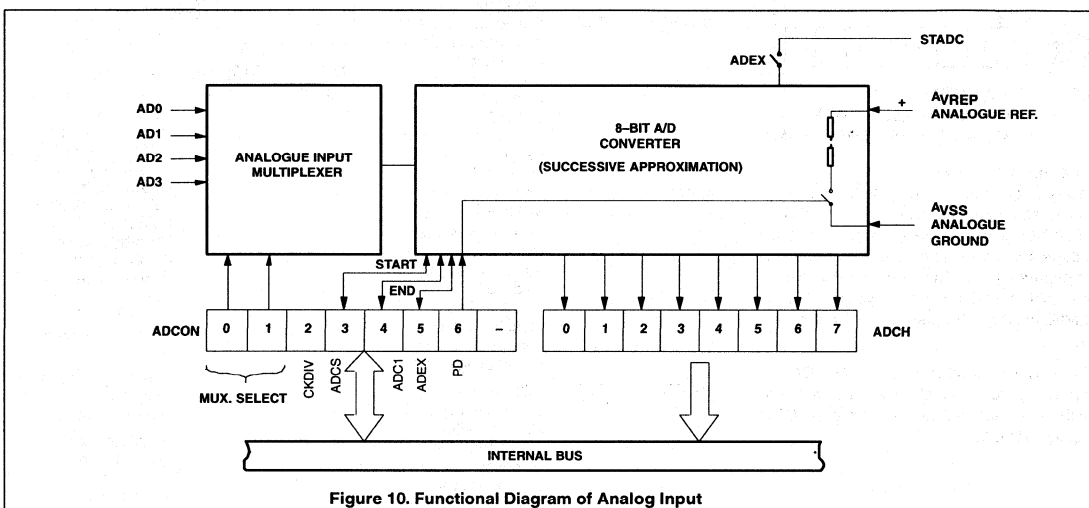 STADC
ADEX
AD0
AD1
AD2
AD3
ANALOGUE INPUT
MULTIPLEXER
8–BIT A/D
CONVERTER
(SUCCESSIVE APPROXIMATION)
+
AVREP
ANALOGUE REF.
AVSS
ANALOGUE
GROUND
START
END
ADCON
0 1 2 3 4 5 6 –
0 1 2 3 4 5 6 7
ADCH
MUX. SELECT
CKDIV
ADCS
ADC1
ADEX
PD
INTERNAL BUS
Figure 10. Functional Diagram of Analog Input